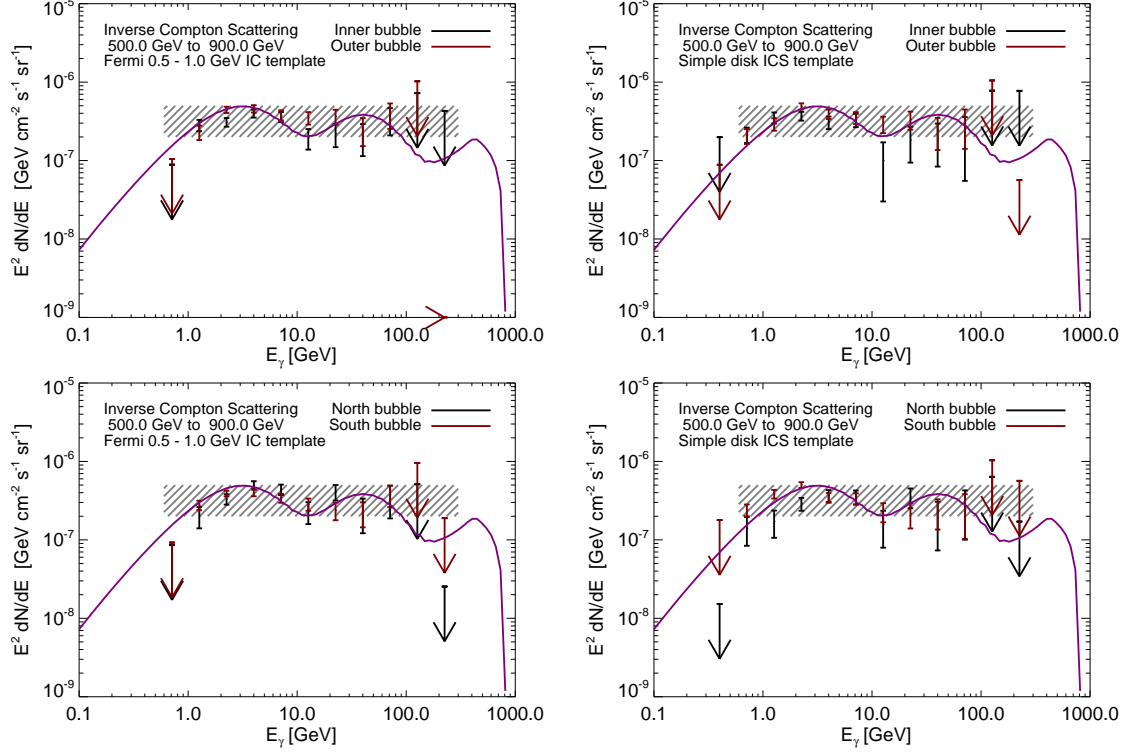 Inverse Compton Scattering
500.0 GeV to 900.0 GeV
Fermi 0.5 - 1.0 GeV IC template
Inner bubble
Outer bubble
10⁻⁵
10⁻⁶
10⁻⁷
10⁻⁸
10⁻⁹
E² dN/dE [GeV cm⁻² s⁻¹ sr⁻¹]
0.1 1.0 10.0 100.0 1000.0
Eγ [GeV]
Inverse Compton Scattering
500.0 GeV to 900.0 GeV
Simple disk ICS template
Inner bubble
Outer bubble
10⁻⁵
10⁻⁶
10⁻⁷
10⁻⁸
10⁻⁹
E² dN/dE [GeV cm⁻² s⁻¹ sr⁻¹]
0.1 1.0 10.0 100.0 1000.0
Eγ [GeV]
Inverse Compton Scattering
500.0 GeV to 900.0 GeV
Fermi 0.5 - 1.0 GeV IC template
North bubble
South bubble
10⁻⁵
10⁻⁶
10⁻⁷
10⁻⁸
10⁻⁹
E² dN/dE [GeV cm⁻² s⁻¹ sr⁻¹]
0.1 1.0 10.0 100.0 1000.0
Eγ [GeV]
Inverse Compton Scattering
500.0 GeV to 900.0 GeV
Simple disk ICS template
North bubble
South bubble
10⁻⁵
10⁻⁶
10⁻⁷
10⁻⁸
10⁻⁹
E² dN/dE [GeV cm⁻² s⁻¹ sr⁻¹]
0.1 1.0 10.0 100.0 1000.0
Eγ [GeV]